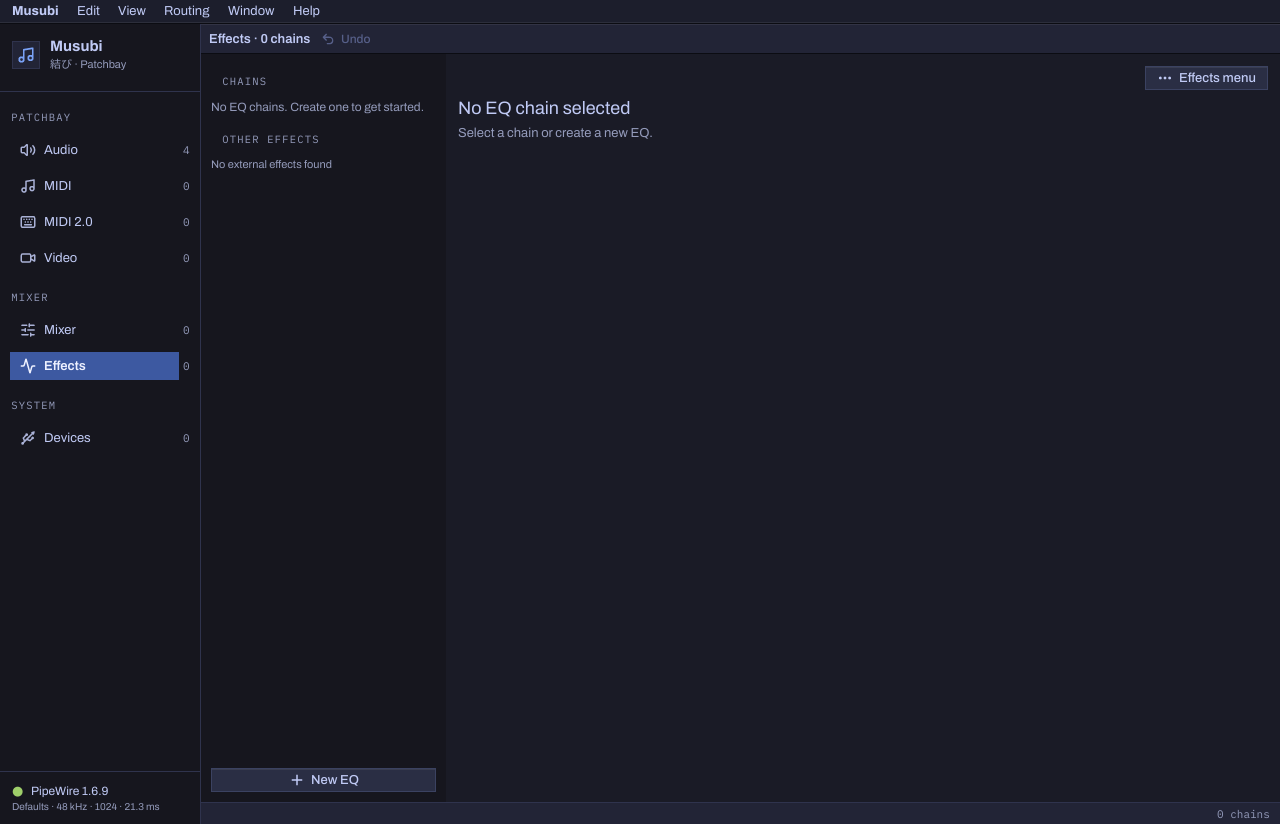 Musubi Edit View Routing Window Help
Musubi
結び · Patchbay
PATCHBAY
Audio 4
MIDI 0
MIDI 2.0 0
Video 0
MIXER
Mixer 0
Effects 0
SYSTEM
Devices 0
PipeWire 1.6.9
Defaults · 48 kHz · 1024 · 21.3 ms
Effects · 0 chains Undo
CHAINS
No EQ chains. Create one to get started.
OTHER EFFECTS
No external effects found
New EQ
Effects menu
No EQ chain selected
Select a chain or create a new EQ.
0 chains